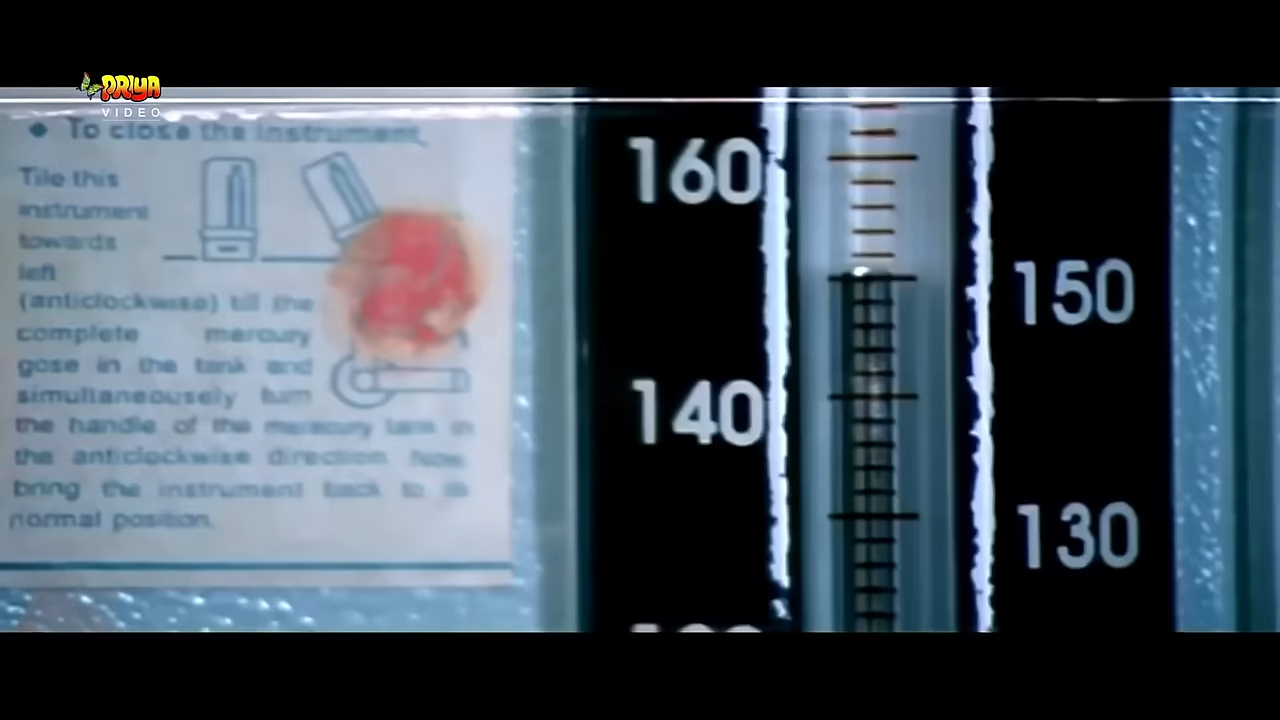 PRIYA
VIDEO
To close the instrument,
Tile this
instrument
towards
left
(anticlockwise) till the
complete mercury
gose in the tank and
simultaneousely turn
the handle of the meracury tank in
the anticlockwise direction. Now
bring the instrument back to its
normal position.
160
150
140
130